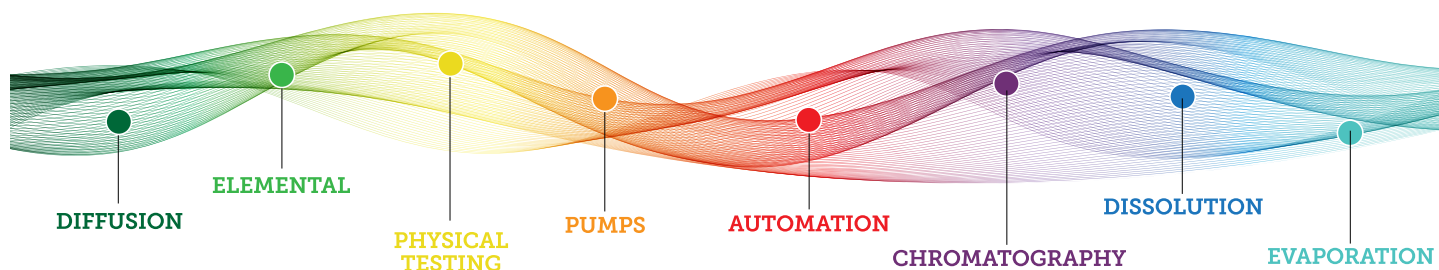 DIFFUSION
ELEMENTAL
PHYSICAL
TESTING
PUMPS
AUTOMATION
CHROMATOGRAPHY
DISSOLUTION
EVAPORATION